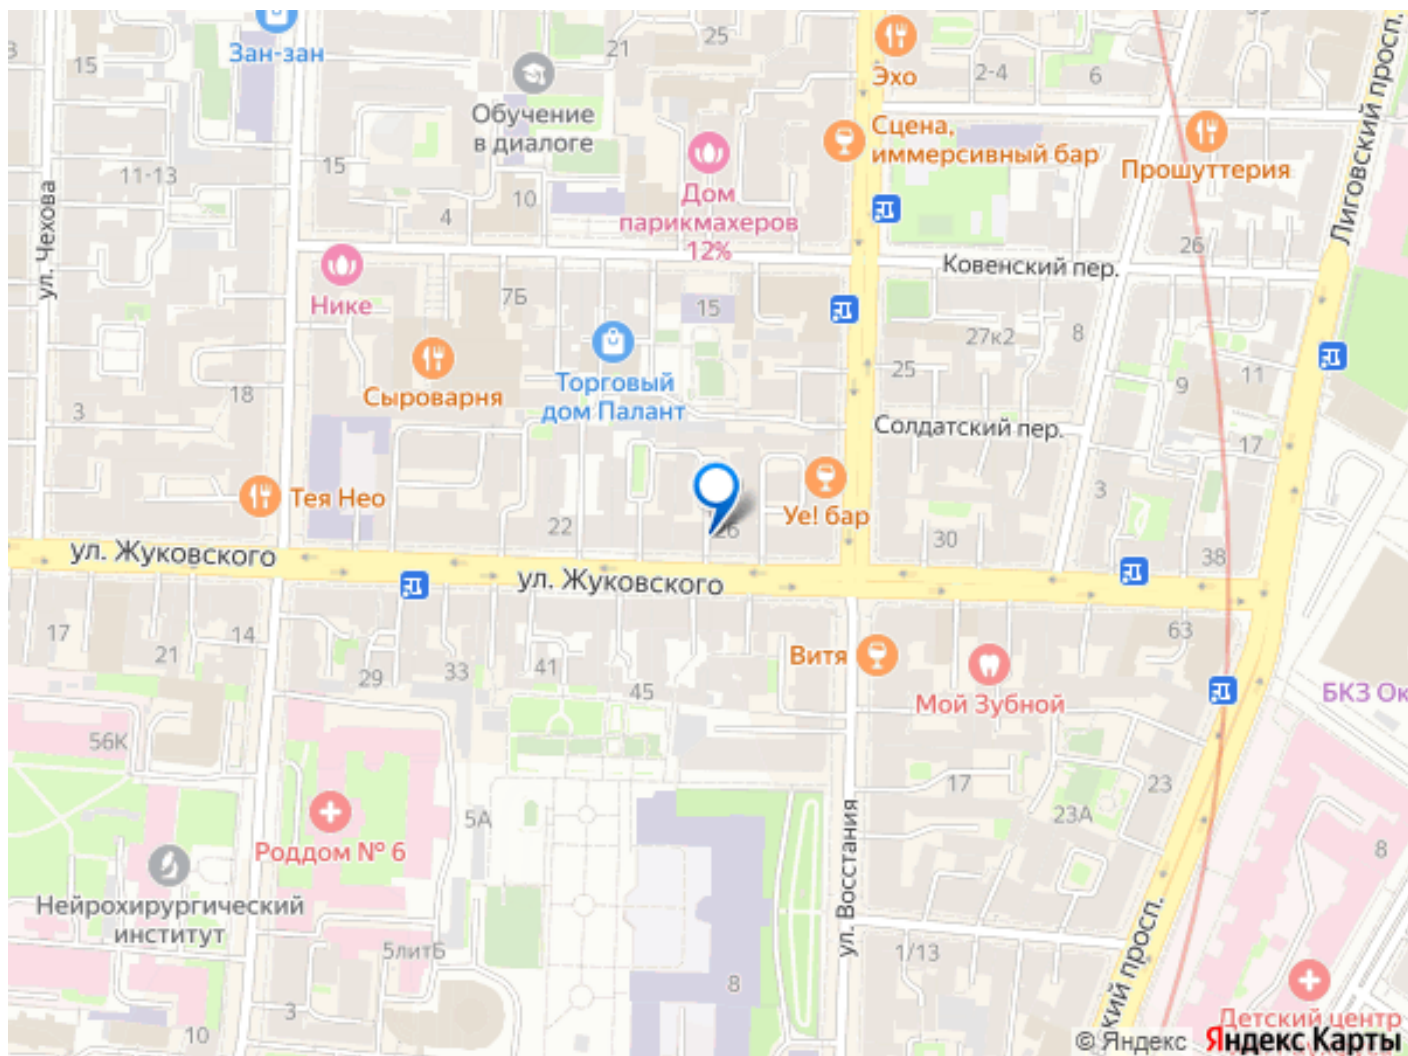 Зан-зан
15
21
25
Эхо
2-4
6
Обучение
в диалоге
Сцена,
иммерсивный бар
Прошуттерия
Лиговский просп.
15
11-13
10
4
Дом
парикмахеров
12%
ул. Чехова
Нике
7Б
15
Ковенский пер.
26
27к2
8
Сыроварня
Торговый
дом Палант
25
9
11
18
3
Солдатский пер.
17
Тея Нео
22
26
Уе! бар
30
3
38
ул. Жуковского
ул. Жуковского
17
14
21
29
33
41
45
Витя
Мой Зубной
63
БКЗ Ок
56К
5А
17
23
23А
Роддом № 6
ул. Восстания
8
Нейрохирургический
институт
5литБ
1/13
8
3
10
кий просп.
Детский центр
© Яндекс Яндекс Карты